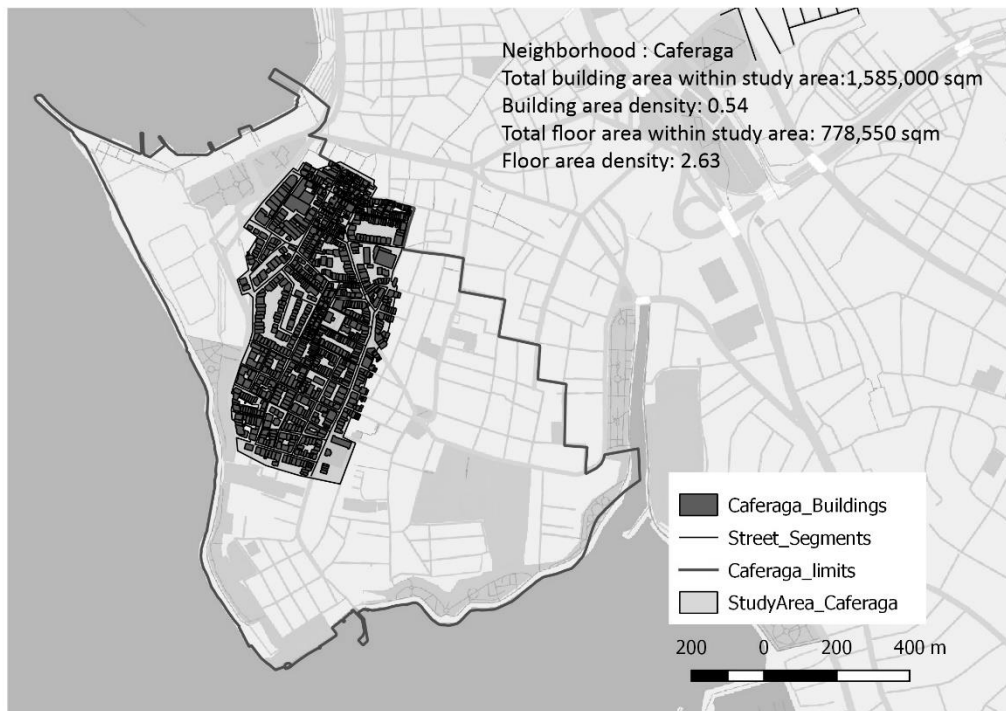 Neighborhood : Caferaga
Total building area within study area:1,585,000 sqm
Building area density: 0.54
Total floor area within study area: 778,550 sqm
Floor area density: 2.63
Caferaga_Buildings
Street_Segments
Caferaga_limits
StudyArea_Caferaga
200 0 200 400 m